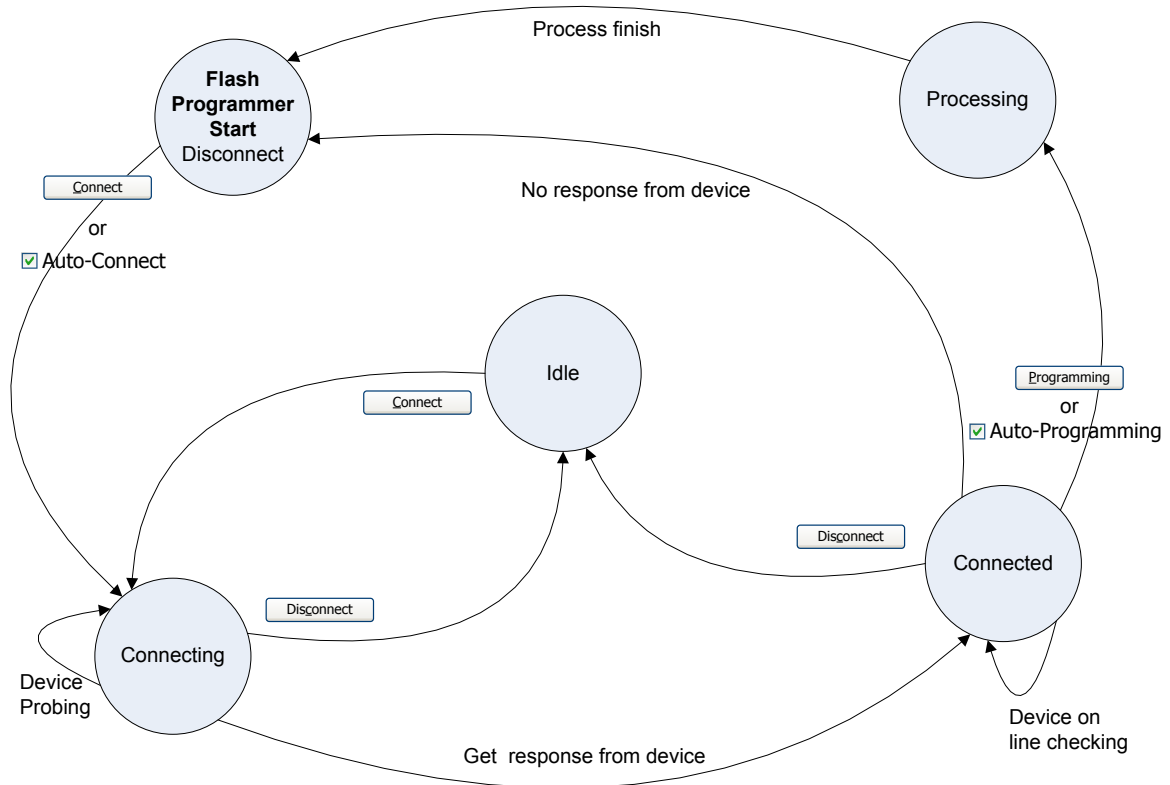 Process finish
Flash
Programmer
Start
Disconnect
Processing
Connect
or
Auto-Connect
No response from device
Idle
Connect
Programming
or
Auto-Programming
Disconnect
Connected
Disconnect
Connecting
Device
Probing
Get response from device
Device on
line checking